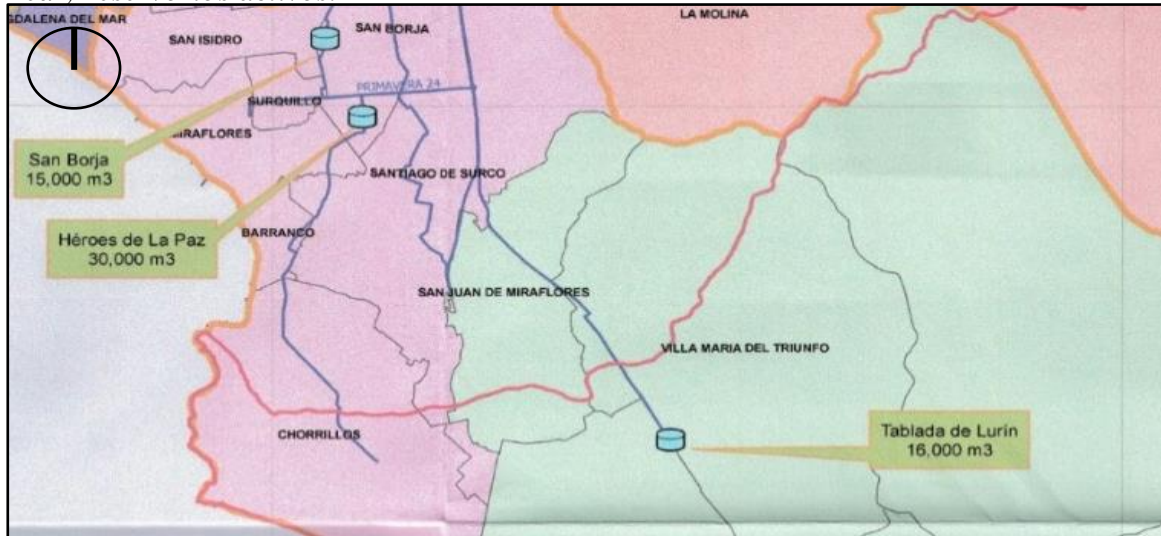 GDALENA DEL MAR
SAN ISIDRO
SAN BORJA
LA MOLINA
PRIMAVERA 24
SURQUILLO
MIRAFLORES
San Borja
15,000 m3
SANTIAGO DE SURCO
Héroes de La Paz
30,000 m3
BARRANCO
SAN JUAN DE MIRAFLORES
VILLA MARIA DEL TRIUNFO
CHORRILLOS
Tablada de Lurín
16,000 m3